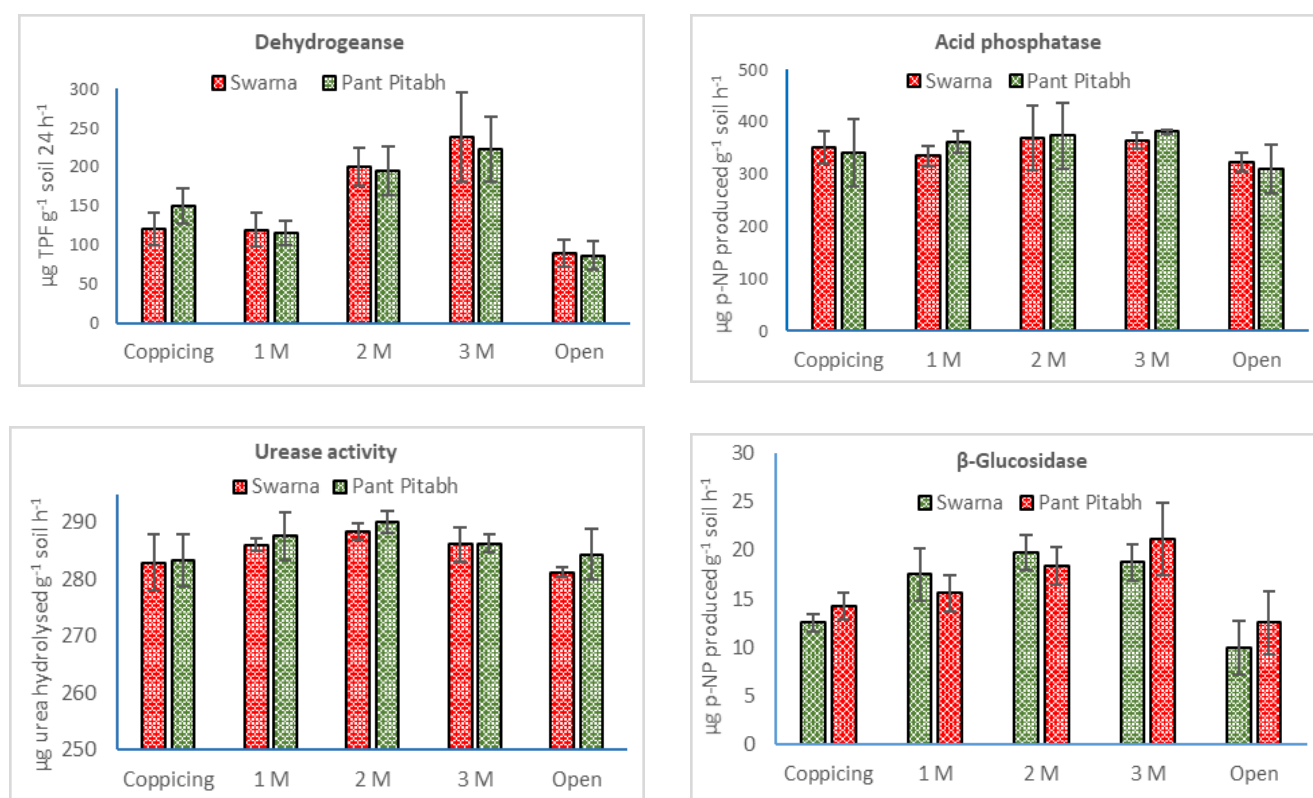 Dehydrogeanse
Swarna Pant Pitabh
µg TPF g-1 soil 24 h-1
300
250
200
150
100
50
0
Coppicing 1 M 2 M 3 M Open
Acid phosphatase
Swarna Pant Pitabh
µg p-NP produced g-1 soil h-1
500
400
300
200
100
0
Coppicing 1 M 2 M 3 M Open
Urease activity
Swarna Pant Pitabh
µg urea hydrolysed g-1 soil h-1
290
280
270
260
250
Coppicing 1 M 2 M 3 M Open
β-Glucosidase
Swarna Pant Pitabh
µg p-NP produced g-1 soil h-1
30
25
20
15
10
5
0
Coppicing 1 M 2 M 3 M Open